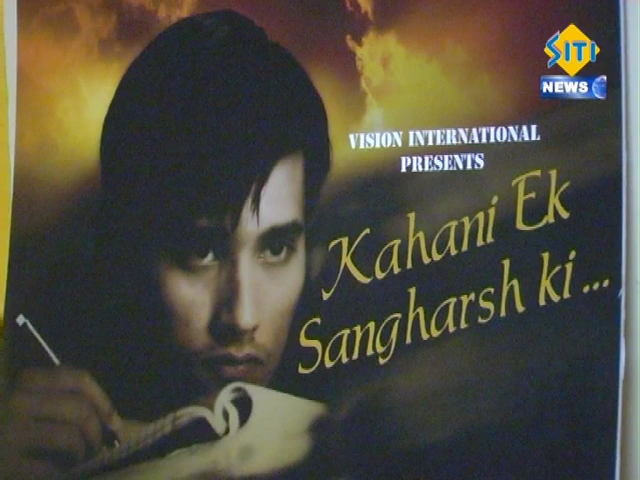 SITI
NEWS
VISION INTERNATIONAL
PRESENTS
Kahani Ek
Sangharsh ki...